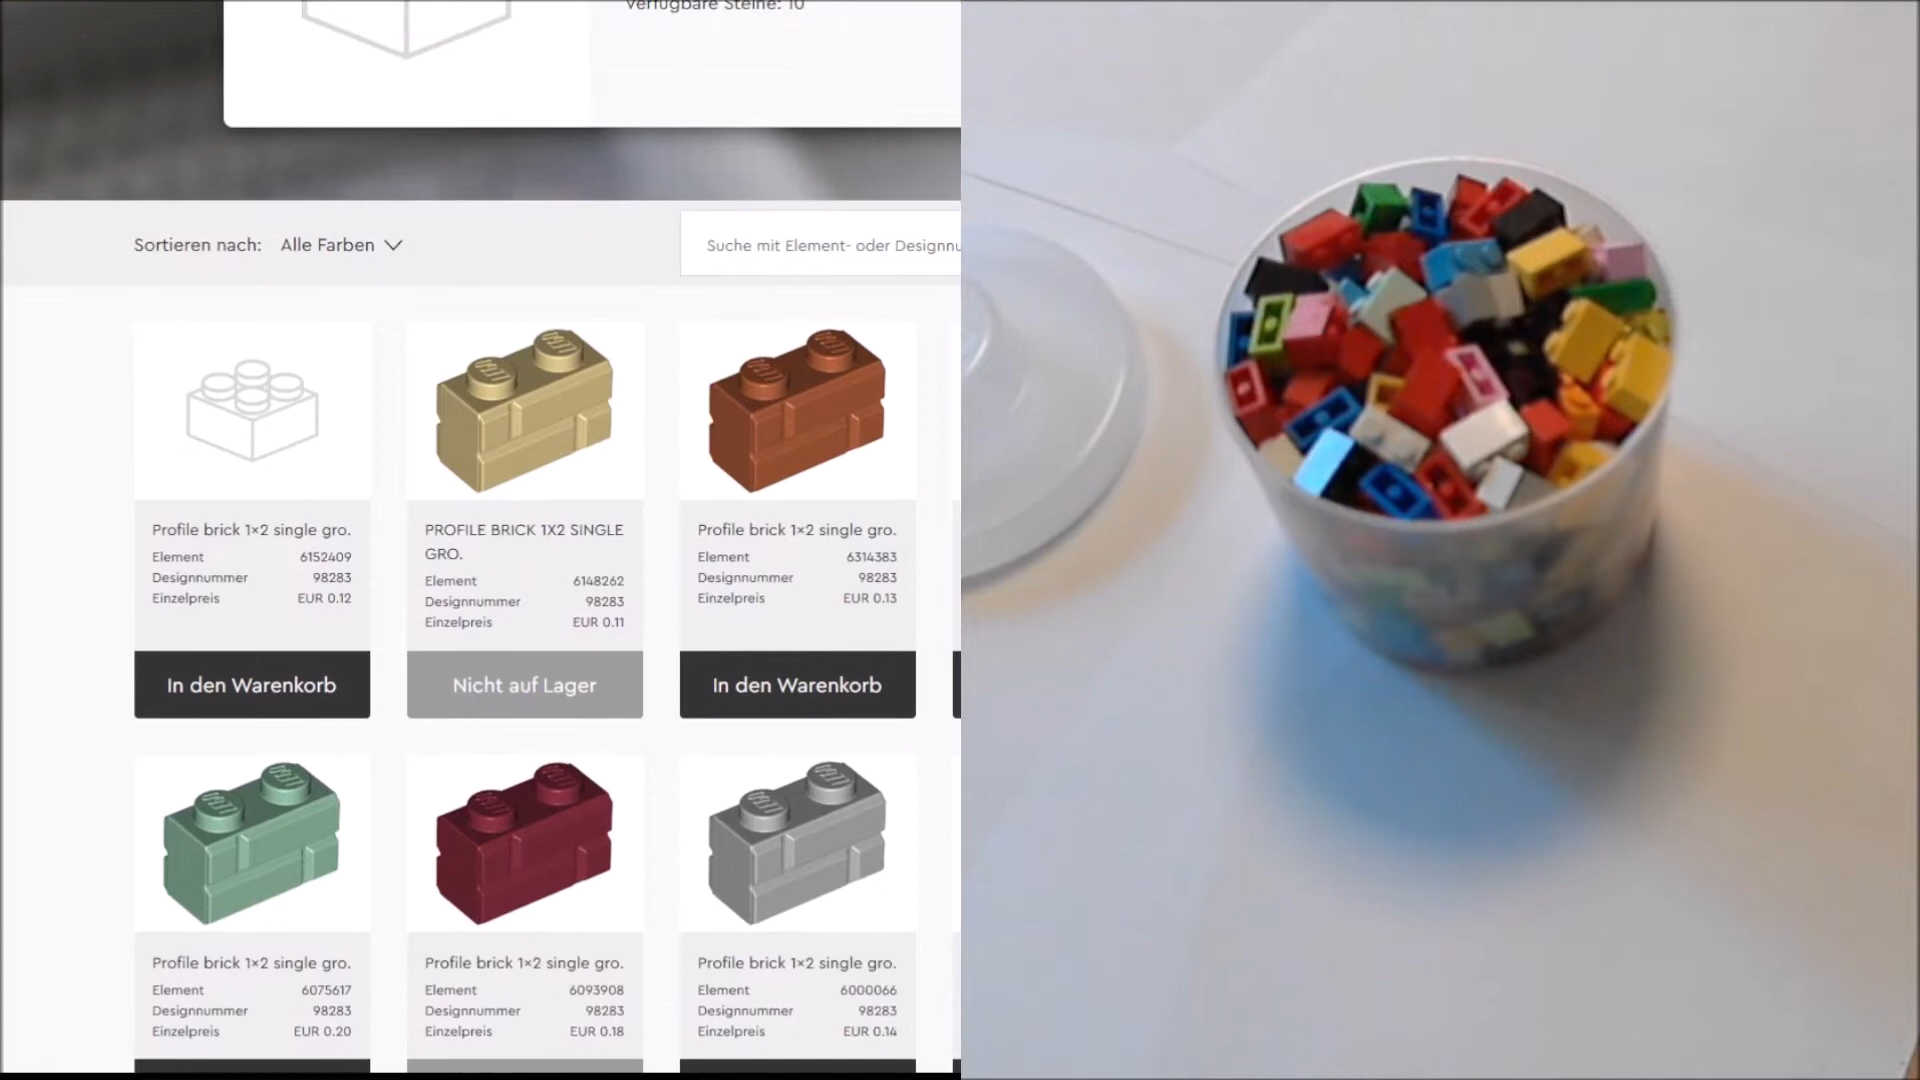 Verfügbare Steine: 10
Sortieren nach: Alle Farben
Suche mit Element- oder Designnu
Profile brick 1×2 single gro.
Element 6152409
Designnummer 98283
Einzelpreis EUR 0.12
In den Warenkorb
PROFILE BRICK 1X2 SINGLE
GRO.
Element 6148262
Designnummer 98283
Einzelpreis EUR 0.11
Nicht auf Lager
Profile brick 1×2 single gro.
Element 6314383
Designnummer 98283
Einzelpreis EUR 0.13
In den Warenkorb
Profile brick 1×2 single gro.
Element 6075617
Designnummer 98283
Einzelpreis EUR 0.20
Profile brick 1×2 single gro.
Element 6093908
Designnummer 98283
Einzelpreis EUR 0.18
Profile brick 1×2 single gro.
Element 6000066
Designnummer 98283
Einzelpreis EUR 0.14